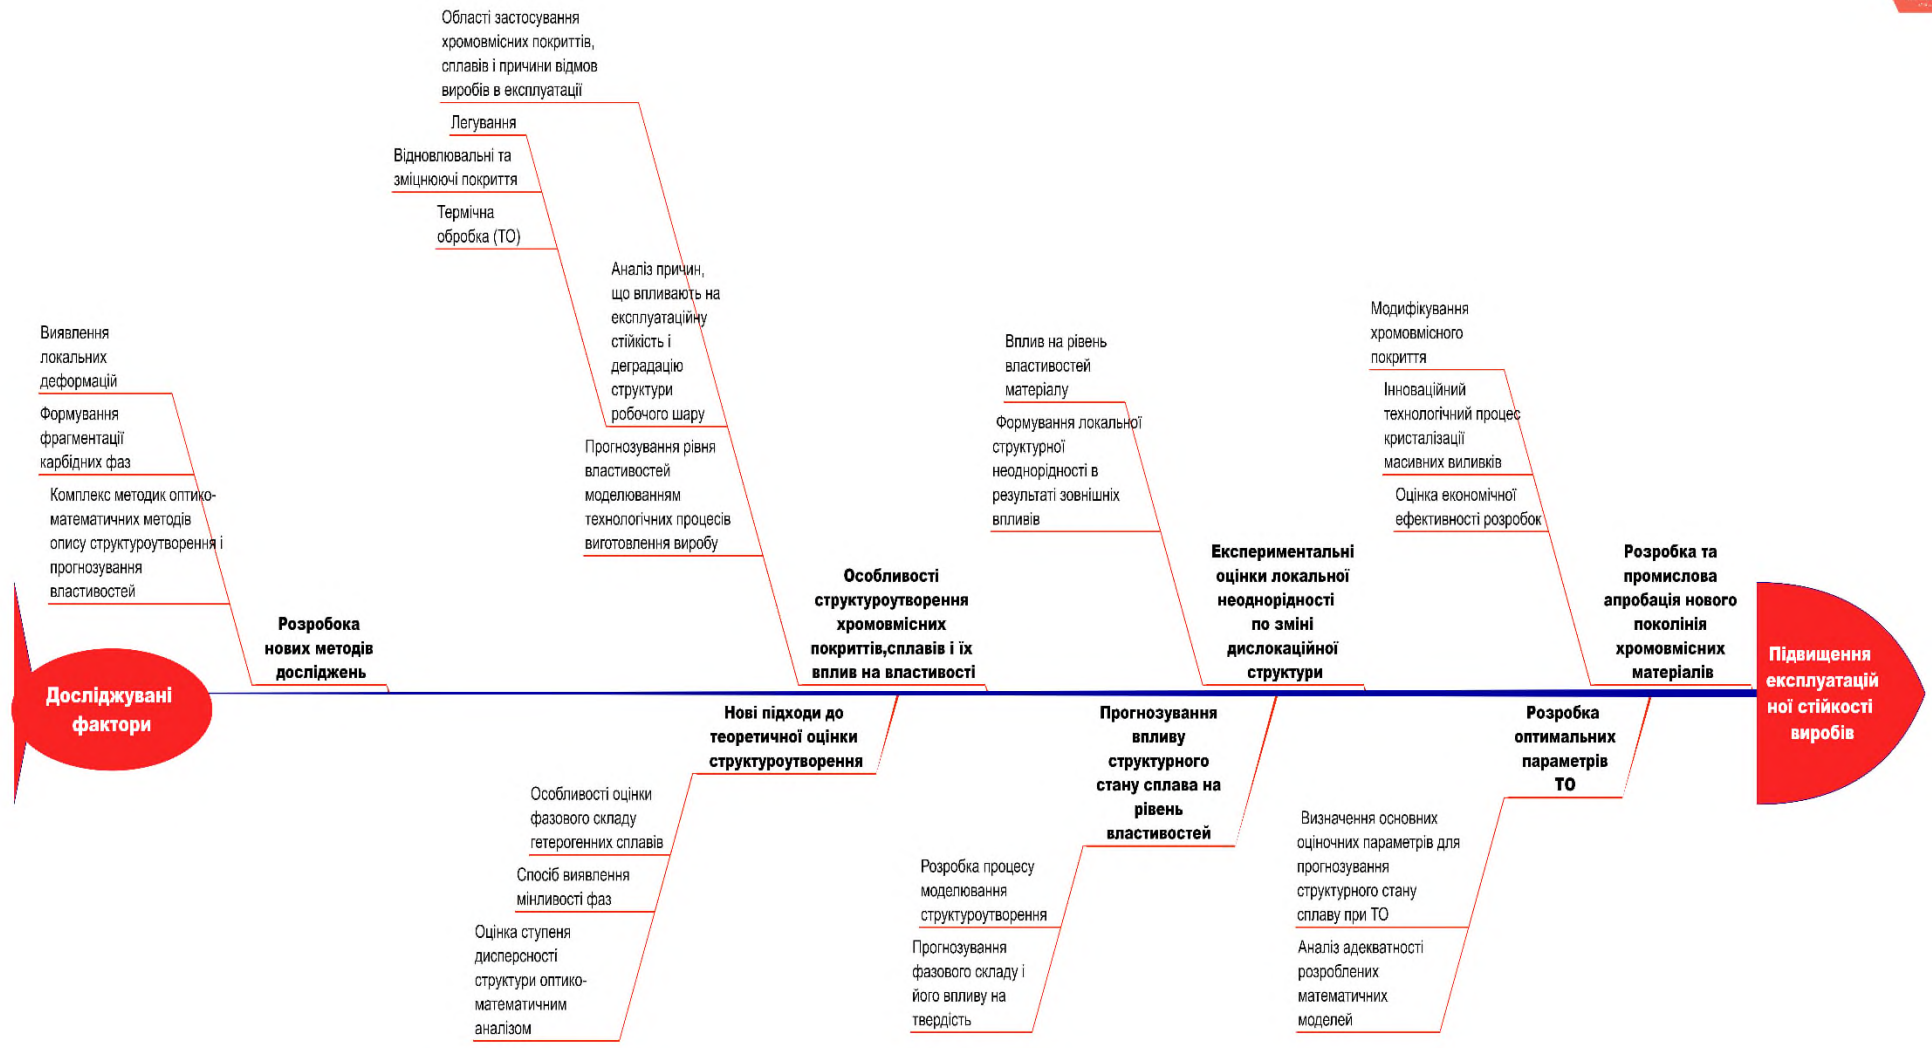 Області застосування
хромовмісних покриттів,
сплавів і причини відмов
виробів в експлуатації
Легування
Відновлювальні та
зміцнюючі покриття
Термічна
обробка (ТО)
Аналіз причин,
що впливають на
експлуатаційну
стійкість і
деградацію
структури
робочого шару
Прогнозування рівня
властивостей
моделюванням
технологічних процесів
виготовлення виробу
Виявлення
локальних
деформацій
Формування
фрагментації
карбідних фаз
Комплекс методик оптико-
математичних методів
опису структуроутворення і
прогнозування
властивостей
Розробока
нових методів
досліджень
Особливості
структуроутворення
хромовмісних
покриттів,сплавів і їх
вплив на властивості
Вплив на рівень
властивостей
матеріалу
Формування локальної
структурної
неоднорідності в
результаті зовнішніх
впливів
Експериментальні
оцінки локальної
неоднорідності
по зміні
дислокаційної
структури
Модифікування
хромовмісного
покриття
Інноваційний
технологічний процес
кристалізації
масивних виливків
Оцінка економічної
ефективності розробок
Розробка та
промислова
апробація нового
поколінія
хромовмісних
матеріалів
Досліджувані
фактори
Підвищення
експлуатацій
ної стійкості
виробів
Нові підходи до
теоретичної оцінки
структуроутворення
Особливості оцінки
фазового складу
гетерогенних сплавів
Спосіб виявлення
мінливості фаз
Оцінка ступеня
дисперсності
структури оптико-
математичним
аналізом
Прогнозування
впливу
структурного
стану сплава на
рівень
властивостей
Розробка процесу
моделювання
структуроутворення
Прогнозування
фазового складу і
його впливу на
твердість
Розробка
оптимальних
параметрів
ТО
Визначення основних
оціночних параметрів для
прогнозування
структурного стану
сплаву при ТО
Аналіз адекватності
розроблених
математичних
моделей